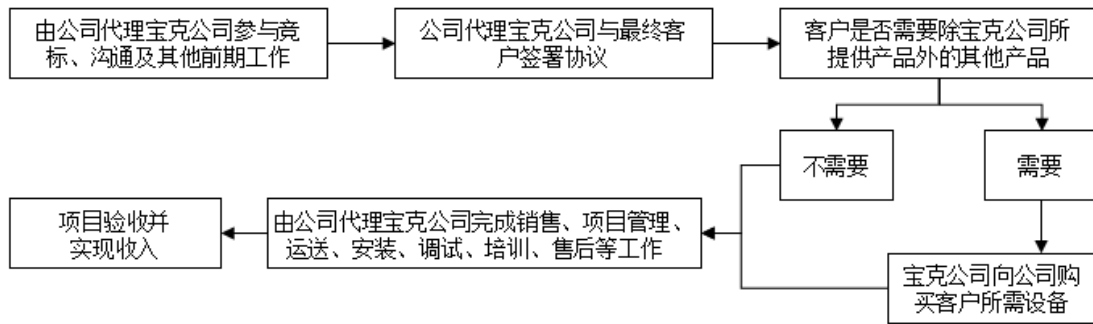 由公司代理宝克公司参与竞
标、沟通及其他前期工作
公司代理宝克公司与最终客
户签署协议
客户是否需要除宝克公司所
提供产品外的其他产品
不需要
需要
宝克公司向公司购
买客户所需设备
由公司代理宝克公司完成销售、项目管理、
运送、安装、调试、培训、售后等工作
项目验收并
实现收入